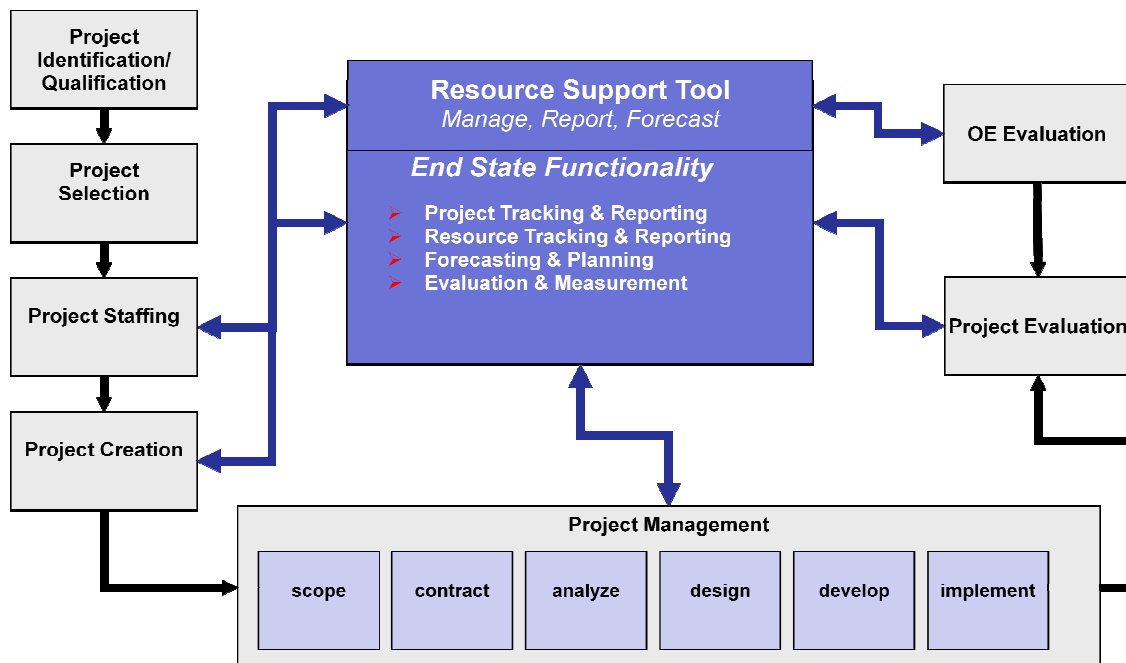 Project
Identification/
Qualification
Project
Selection
Project Staffing
Project Creation
Resource Support Tool
Manage, Report, Forecast
End State Functionality
Project Tracking & Reporting
Resource Tracking & Reporting
Forecasting & Planning
Evaluation & Measurement
OE Evaluation
Project Evaluation
Project Management
scope
contract
analyze
design
develop
implement